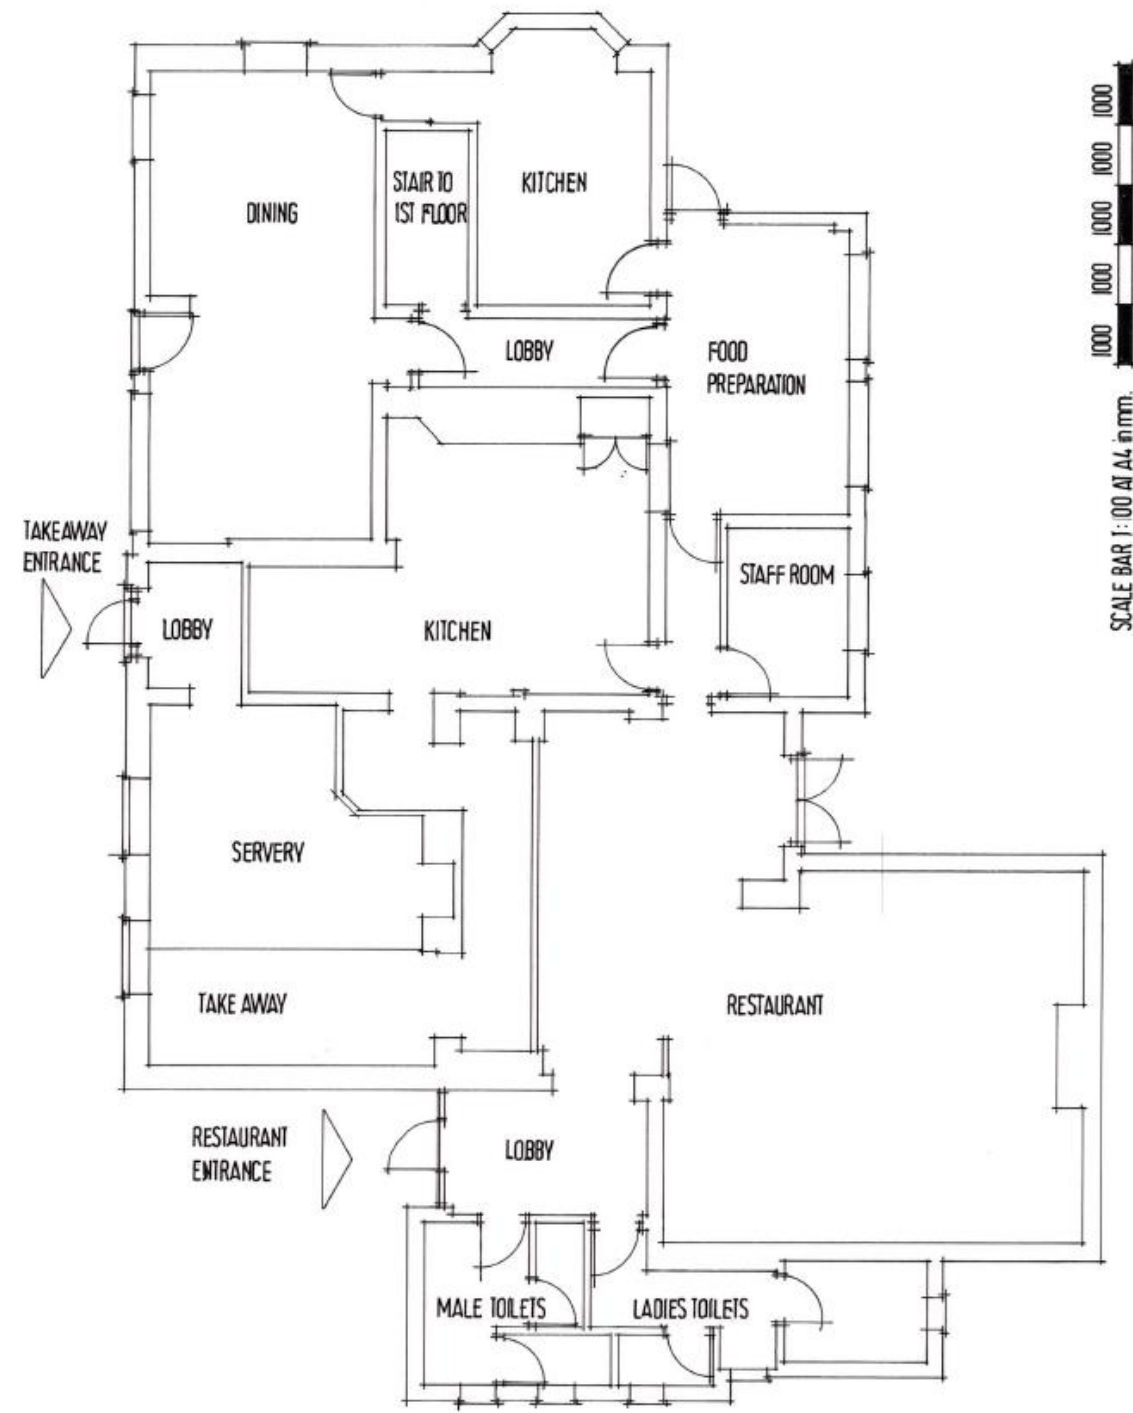 STAIR TO
1ST FLOOR
KITCHEN
DINING
LOBBY
FOOD
PREPARATION
TAKEAWAY
ENTRANCE
LOBBY
KITCHEN
STAFF ROOM
SERVERY
TAKE AWAY
RESTAURANT
RESTAURANT
ENTRANCE
LOBBY
MALE TOILETS
LADIES TOILETS
1000
1000
1000
1000
1000
SCALE BAR 1:100 AT A4 in mm.